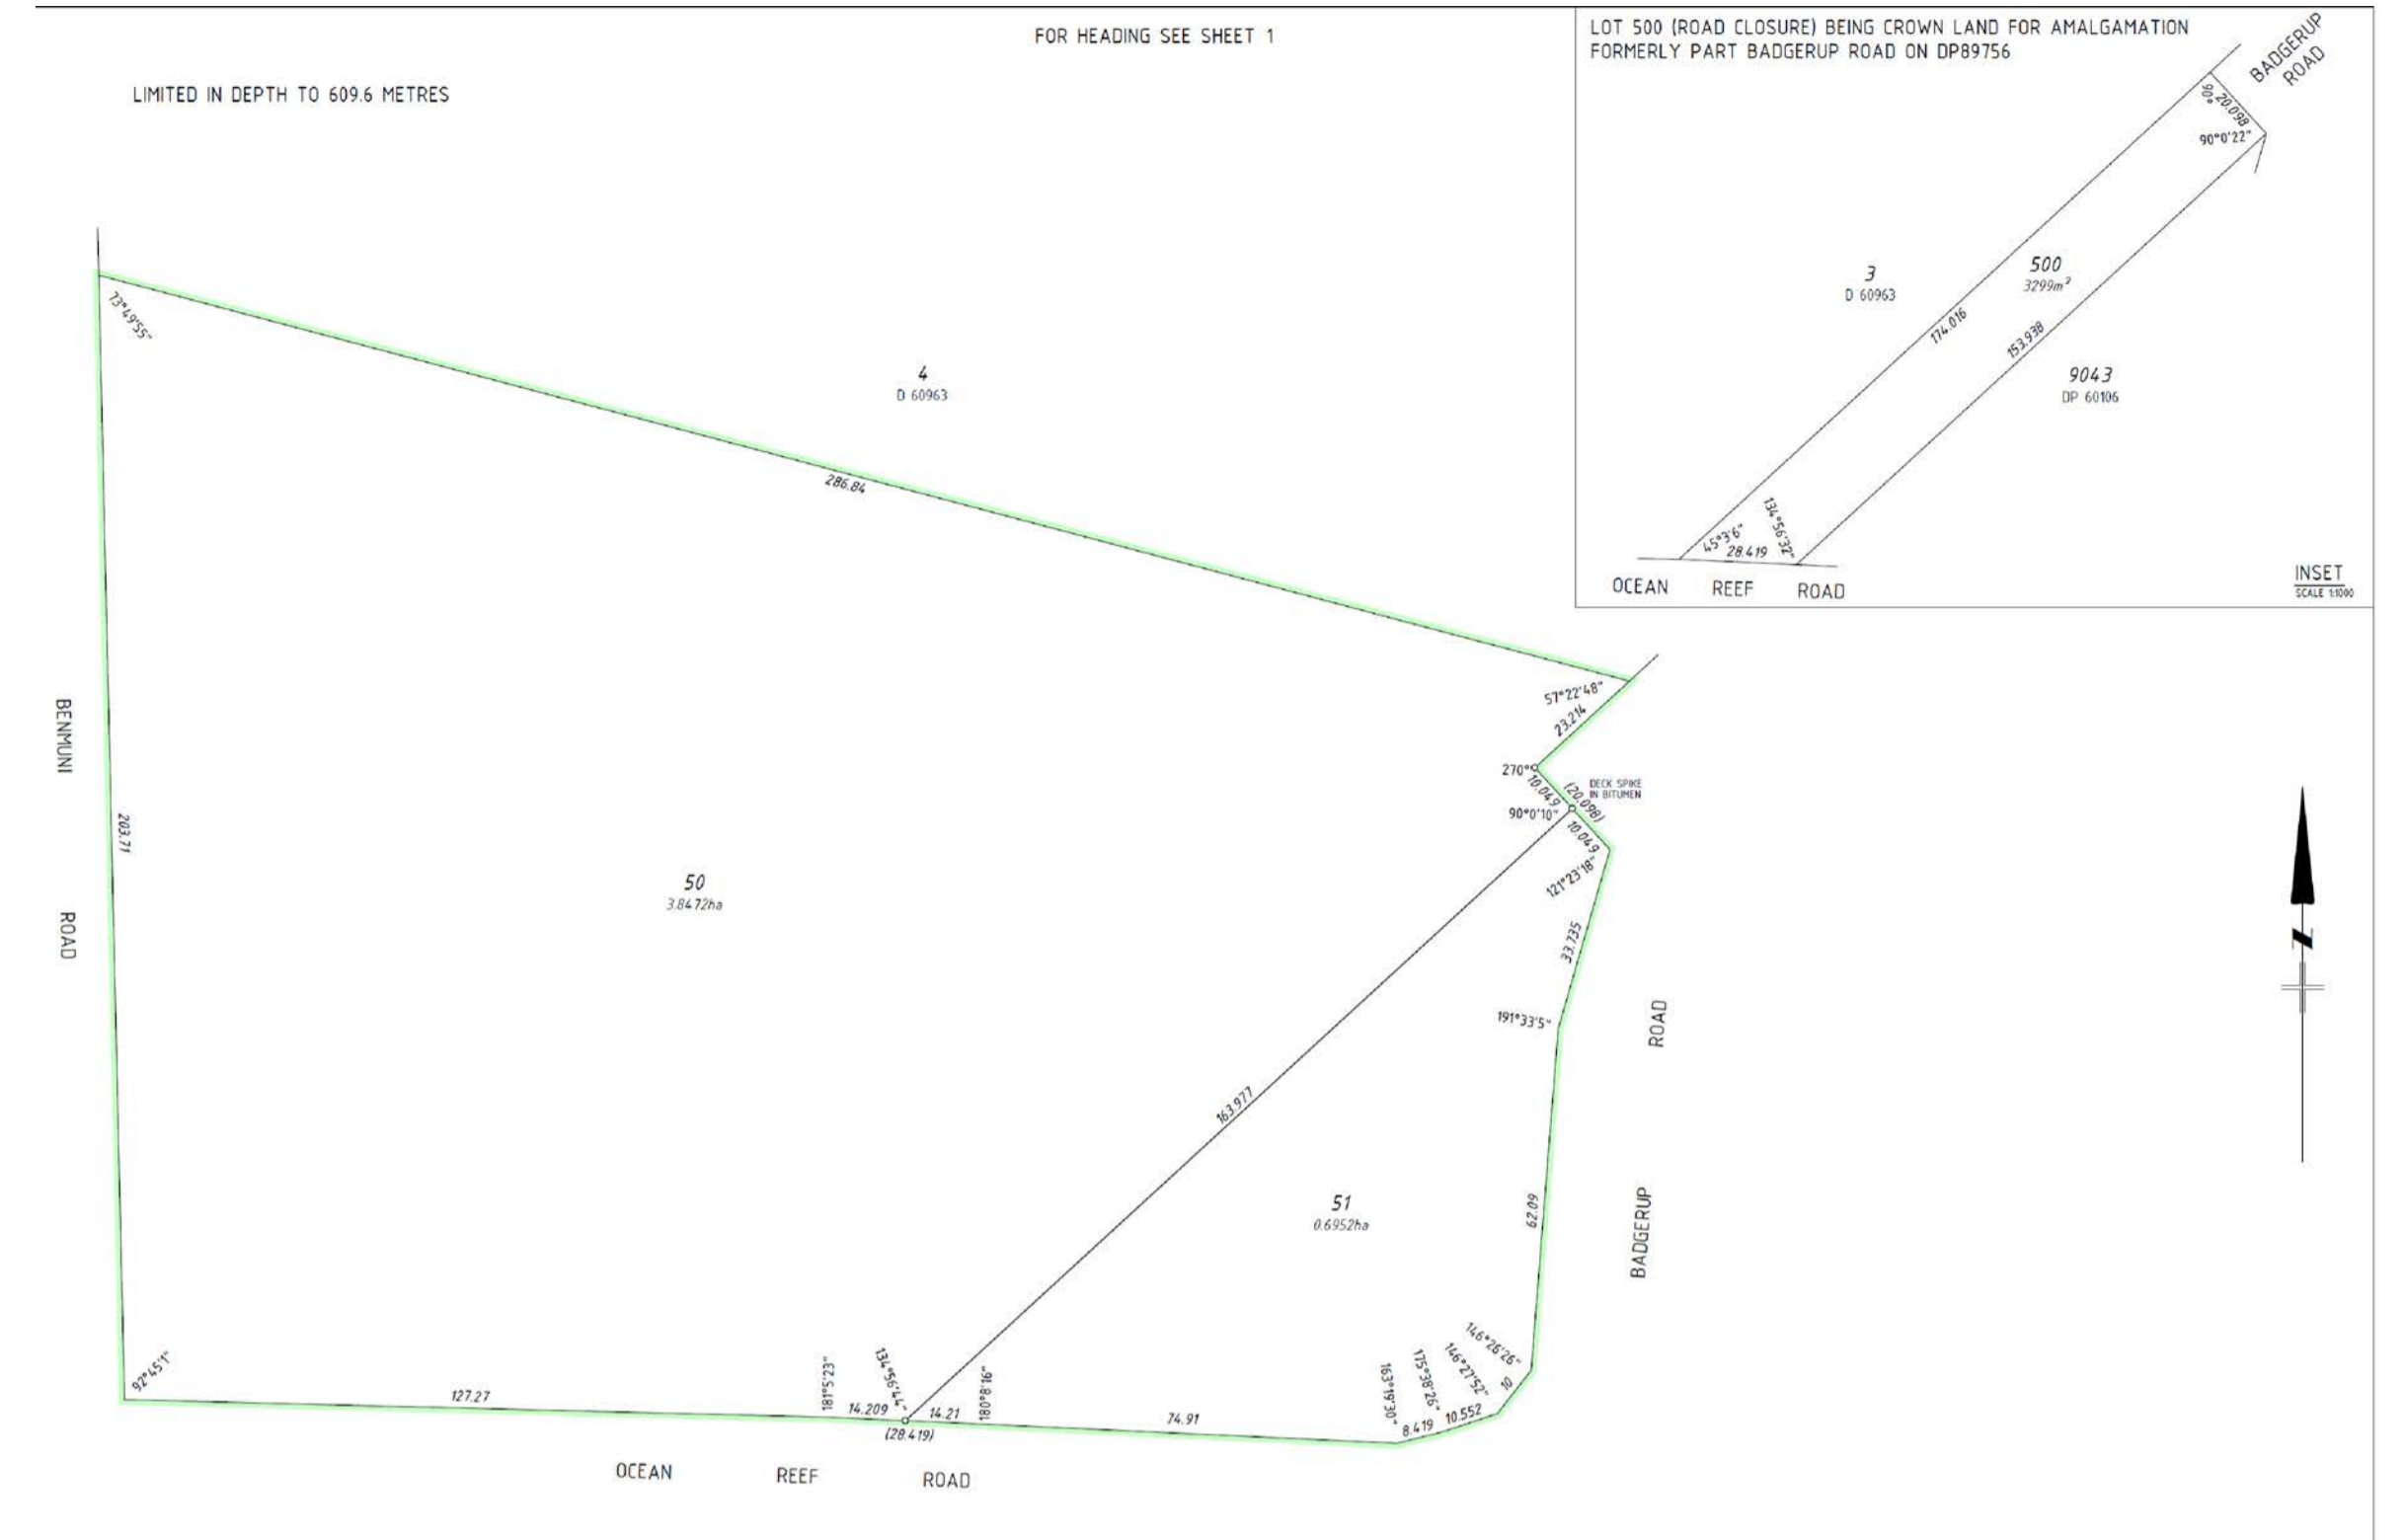 FOR HEADING SEE SHEET 1
LIMITED IN DEPTH TO 609.6 METRES
LOT 500 (ROAD CLOSURE) BEING CROWN LAND FOR AMALGAMATION
FORMERLY PART BADGERUP ROAD ON DP89756
BADGERUP
ROAD
90°
20.098
90°0'22"
3
D 60963
500
3299m²
174.016
153.938
9043
DP 60106
45°3'6"
134°56'32"
28.419
OCEAN REEF ROAD
INSET
SCALE 1:1000
73°49'55"
4
D 60963
286.84
57°22'48"
23.214
270°
10.049
(20.098)
DECK SPIKE
IN BITUMEN
90°0'10"
10.049
121°23'18"
BENMUNI ROAD
203.71
50
3.8472ha
33.735
191°33'5"
163.977
51
0.6952ha
62.09
BADGERUP ROAD
N
146°26'26"
146°27'52"
175°38'26"
193°19'30"
10
10.552
8.419
92°45'1"
127.27
181°5'23"
14.209
134°56'44"
14.21
180°8'16"
(28.419)
74.91
OCEAN REEF ROAD